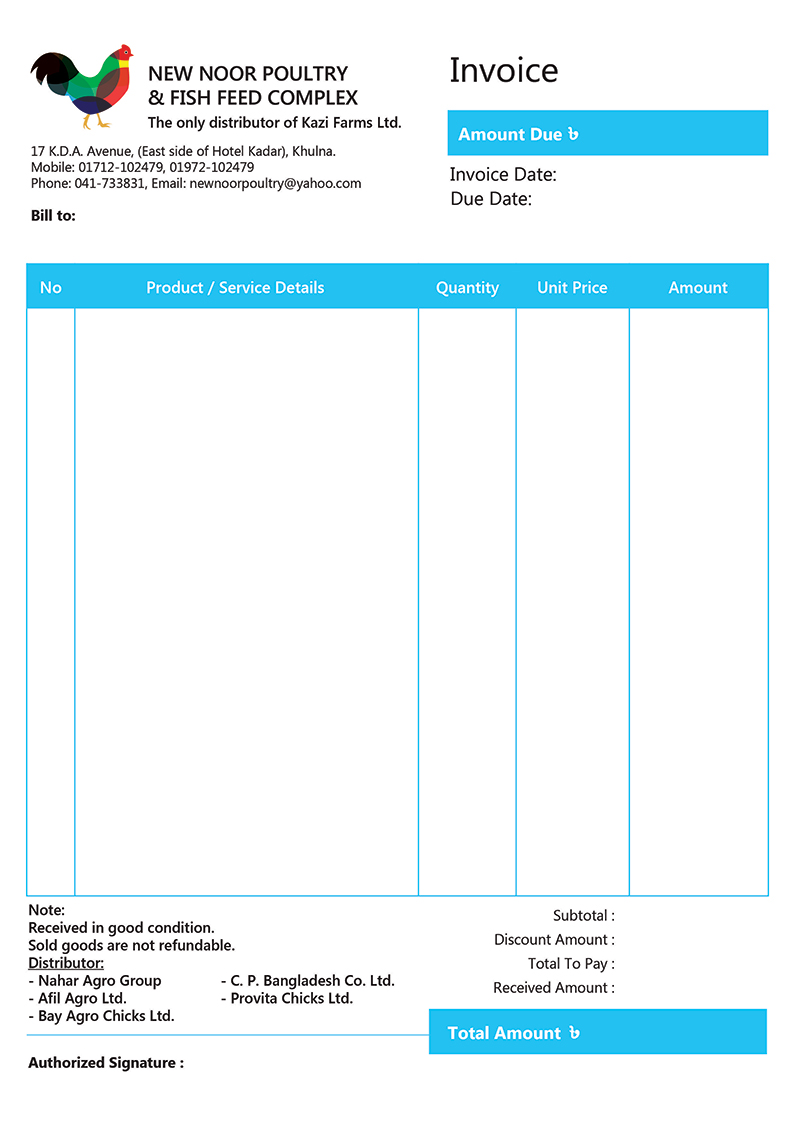 NEW NOOR POULTRY
& FISH FEED COMPLEX
The only distributor of Kazi Farms Ltd.
17 K.D.A. Avenue, (East side of Hotel Kadar), Khulna.
Mobile: 01712-102479, 01972-102479
Phone: 041-733831, Email: newnoorpoultry@yahoo.com
Bill to:
Invoice
Amount Due ৳
Invoice Date:
Due Date:
No Product / Service Details Quantity Unit Price Amount
Note:
Received in good condition.
Sold goods are not refundable.
Distributor:
- Nahar Agro Group - C. P. Bangladesh Co. Ltd.
- Afil Agro Ltd. - Provita Chicks Ltd.
- Bay Agro Chicks Ltd.
Subtotal :
Discount Amount :
Total To Pay :
Received Amount :
Total Amount ৳
Authorized Signature :